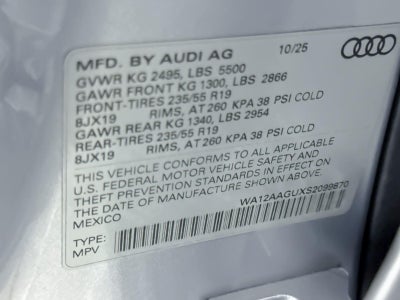 MFD. BY AUDI AG 10/25
GVWR KG 2495, LBS 5500
GAWR FRONT KG 1300, LBS 2866
FRONT-TIRES 235/55 R19
8JX19 RIMS, AT 260 KPA 38 PSI COLD
GAWR REAR KG 1340, LBS 2954
REAR-TIRES 235/55 R19
8JX19 RIMS, AT 260 KPA 38 PSI COLD
THIS VEHICLE CONFORMS TO ALL APPLICABLE
U.S. FEDERAL MOTOR VEHICLE SAFETY AND
THEFT PREVENTION STANDARDS IN EFFECT ON
THE DATE OF MANUFACTURE SHOWN ABOVE.
MEXICO WA12AAGUXS2099870
TYPE:
MPV